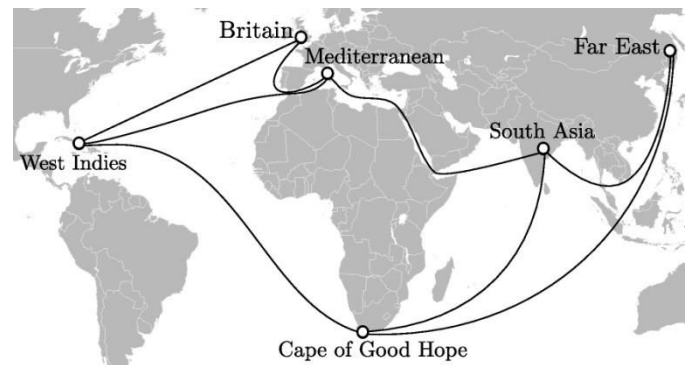 Britain
Mediterranean
Far East
South Asia
West Indies
Cape of Good Hope